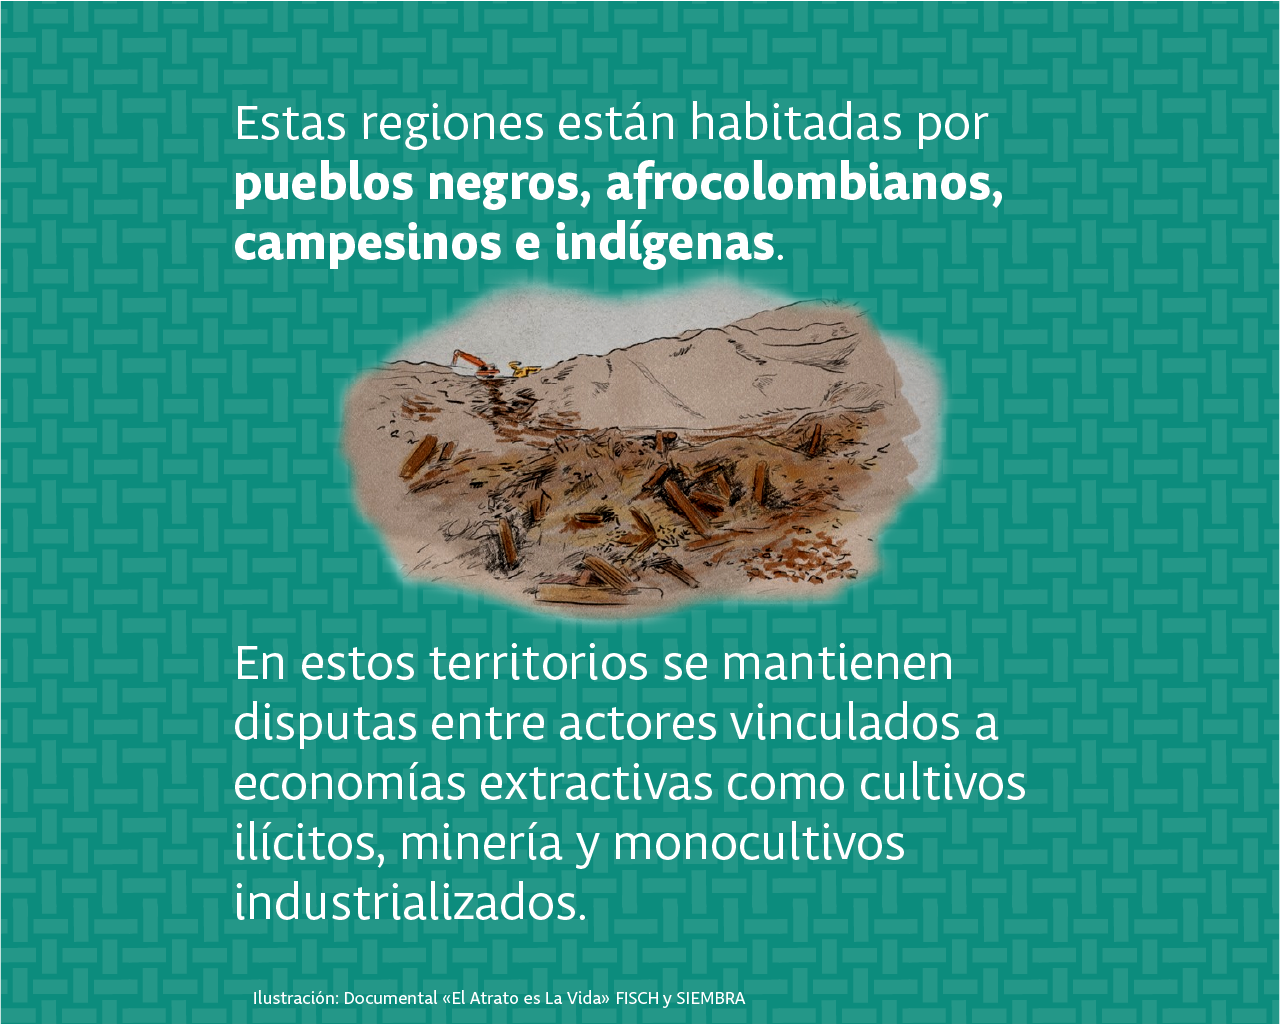 Estas regiones están habitadas por
pueblos negros, afrocolombianos,
campesinos e indígenas.
En estos territorios se mantienen
disputas entre actores vinculados a
economías extractivas como cultivos
ilícitos, minería y monocultivos
industrializados.
Ilustración: Documental «El Atrato es La Vida» FISCH y SIEMBRA